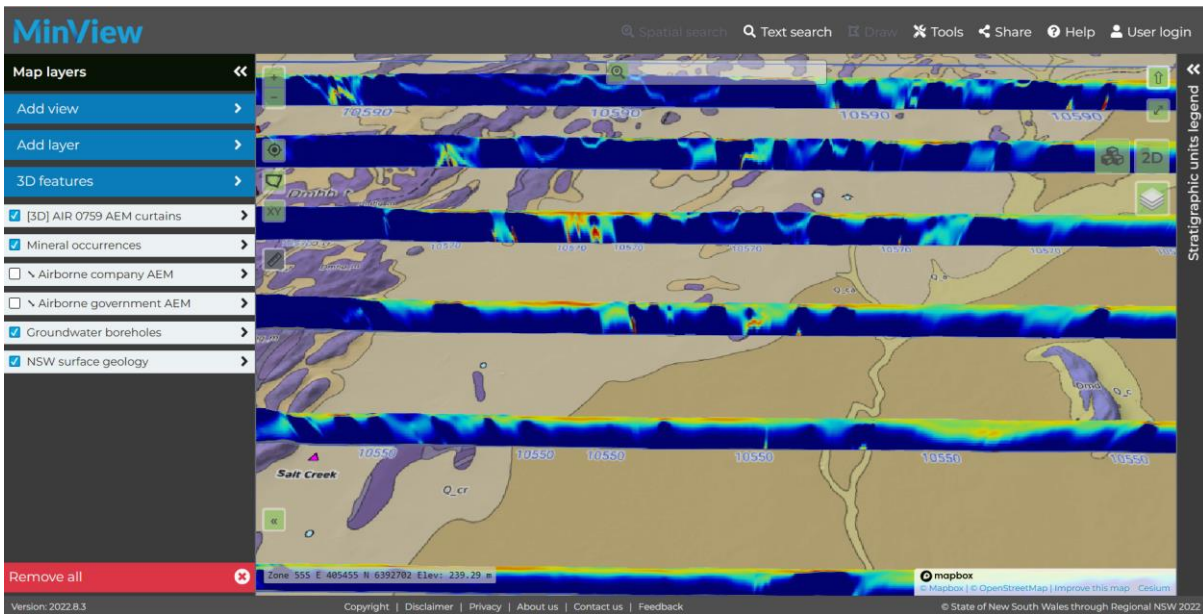 MinView
Spatial search Text search Draw Tools Share Help User login
Map layers
Add view
Add layer
3D features
[3D] AIR 0759 AEM curtains
Mineral occurrences
Airborne company AEM
Airborne government AEM
Groundwater boreholes
NSW surface geology
Remove all
+
−
XY
2D
Stratigraphic units legend
10590 10590 10590 10590
10570 10570 10570 10570 10570 10570
Q_ra
Dmd Q_c
10550 10550 10550 10550 10550 10550
Salt Creek
Q_cr
Zone 55S E 405455 N 6392702 Elev: 239.29 m
mapbox
© Mapbox | © OpenStreetMap | Improve this map Cesium
Version: 2022.8.3 Copyright | Disclaimer | Privacy | About us | Contact us | Feedback
© State of New South Wales through Regional NSW 2022